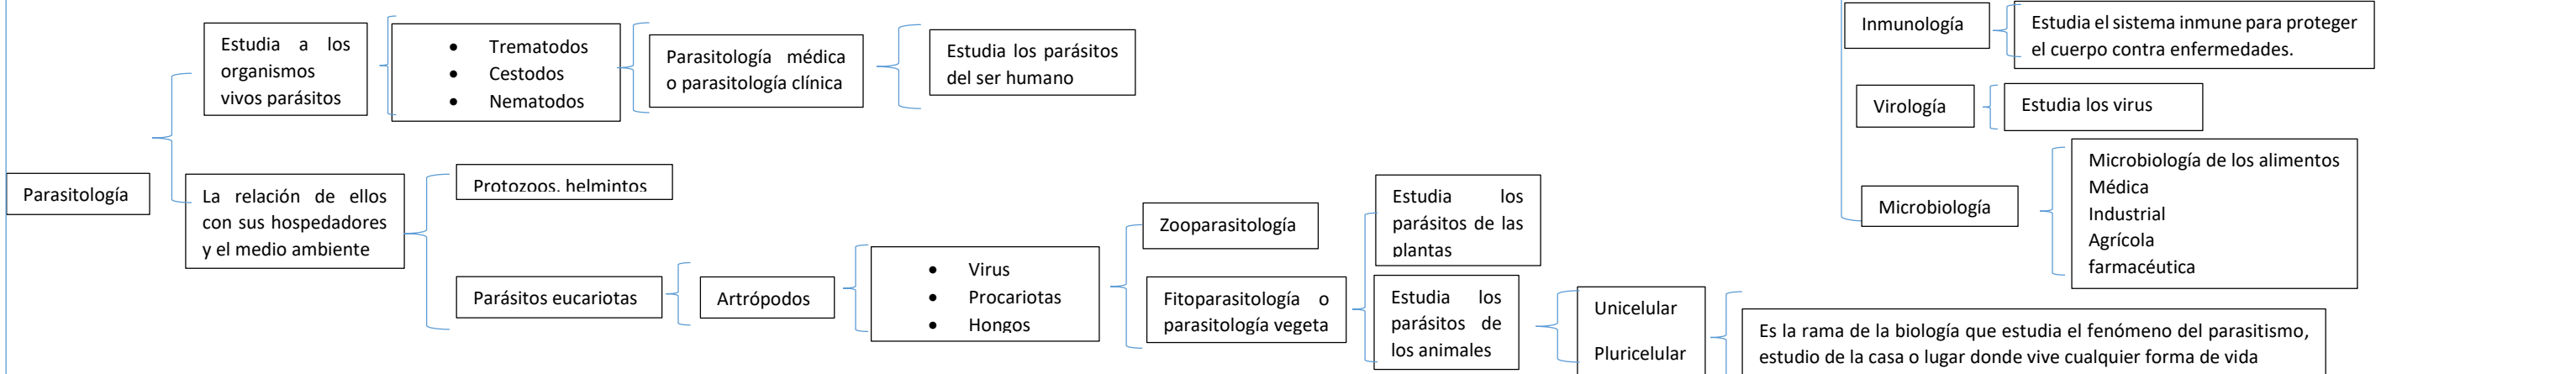 Parasitología
Estudia a los
organismos
vivos parásitos
• Trematodos
• Cestodos
• Nematodos
Parasitología médica
o parasitología clínica
Estudia los parásitos
del ser humano
La relación de ellos
con sus hospedadores
y el medio ambiente
Protozoos. helmintos
Parásitos eucariotas
Artrópodos
• Virus
• Procariotas
• Hongos
Zooparasitología
Fitoparasitología o
parasitología vegeta
Estudia los
parásitos de las
plantas
Estudia los
parásitos de
los animales
Unicelular
Pluricelular
Es la rama de la biología que estudia el fenómeno del parasitismo,
estudio de la casa o lugar donde vive cualquier forma de vida
Inmunología
Estudia el sistema inmune para proteger
el cuerpo contra enfermedades.
Virología
Estudia los virus
Microbiología
Microbiología de los alimentos
Médica
Industrial
Agrícola
farmacéutica